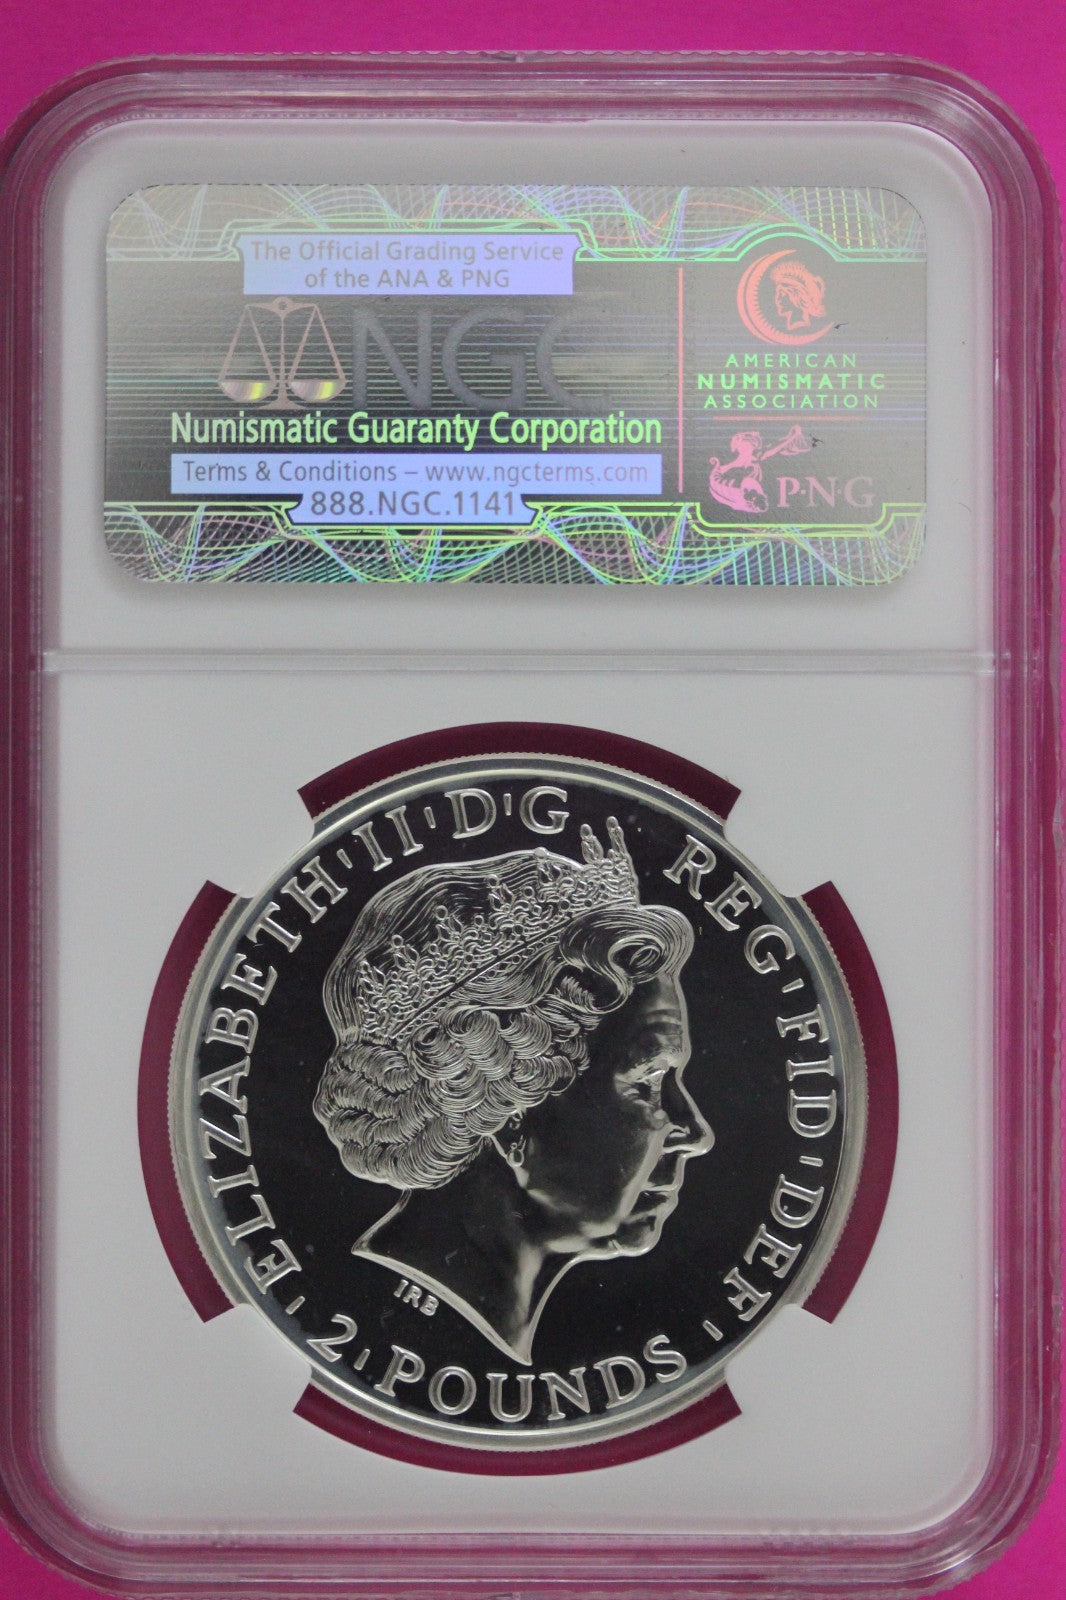 The Official Grading Service
of the ANA & PNG
NGC
Numismatic Guaranty Corporation
Terms & Conditions – www.ngcterms.com
888.NGC.1141
AMERICAN
NUMISMATIC
ASSOCIATION
P·N·G
ELIZABETH·II·D·G REG·FID·DEF·
2·POUNDS
IRB